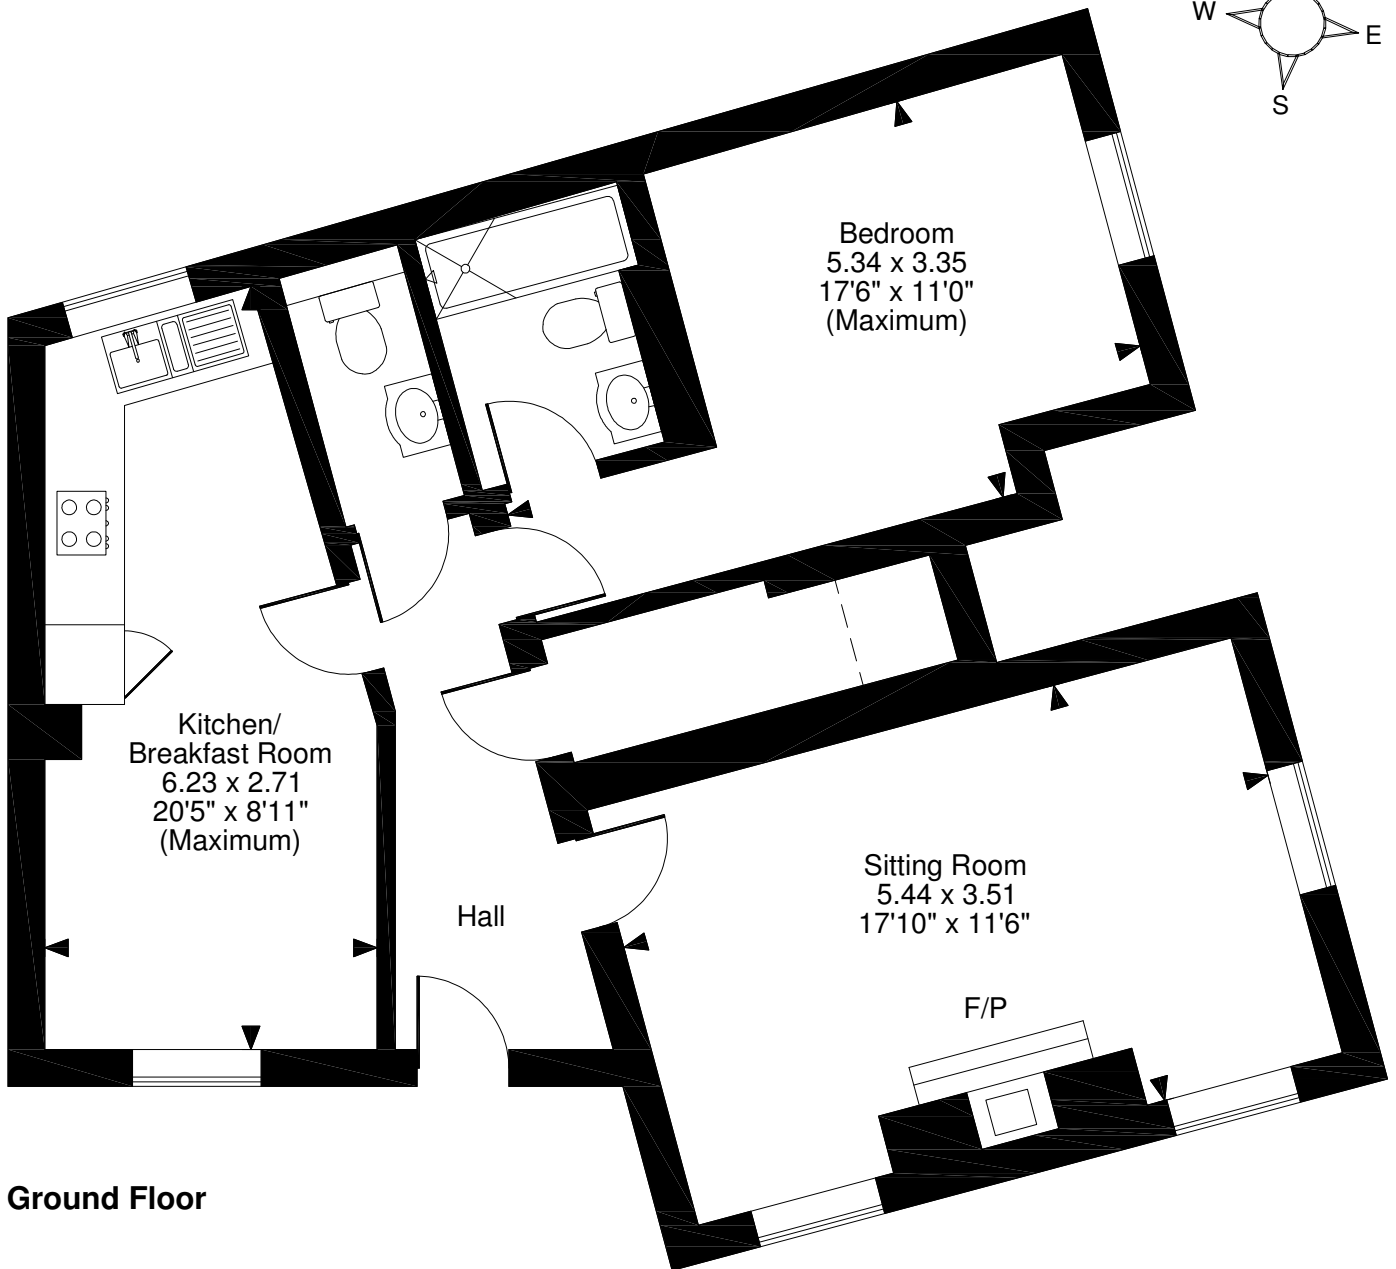 W
E
S
Bedroom
5.34 x 3.35
17'6" x 11'0"
(Maximum)
Kitchen/
Breakfast Room
6.23 x 2.71
20'5" x 8'11"
(Maximum)
Sitting Room
5.44 x 3.51
17'10" x 11'6"
Hall
F/P
Ground Floor